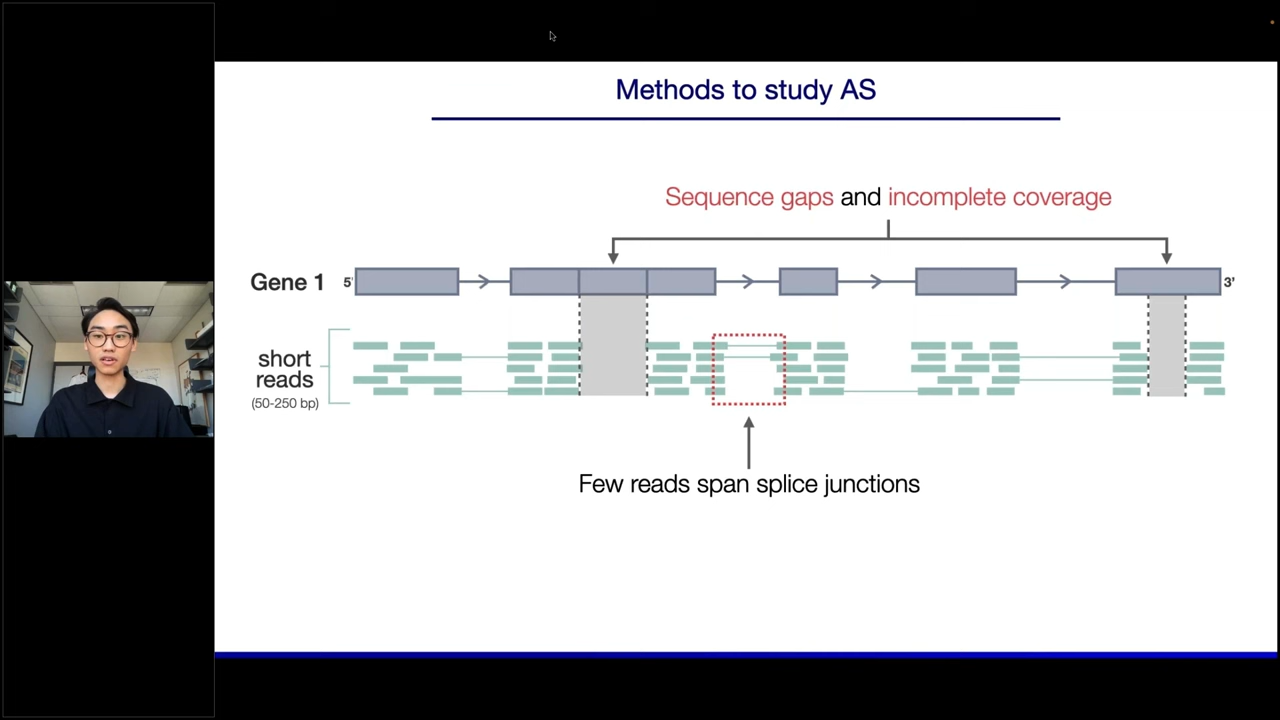 Methods to study AS
Sequence gaps and incomplete coverage
Gene 1 5' 3'
short
reads
(50-250 bp)
Few reads span splice junctions